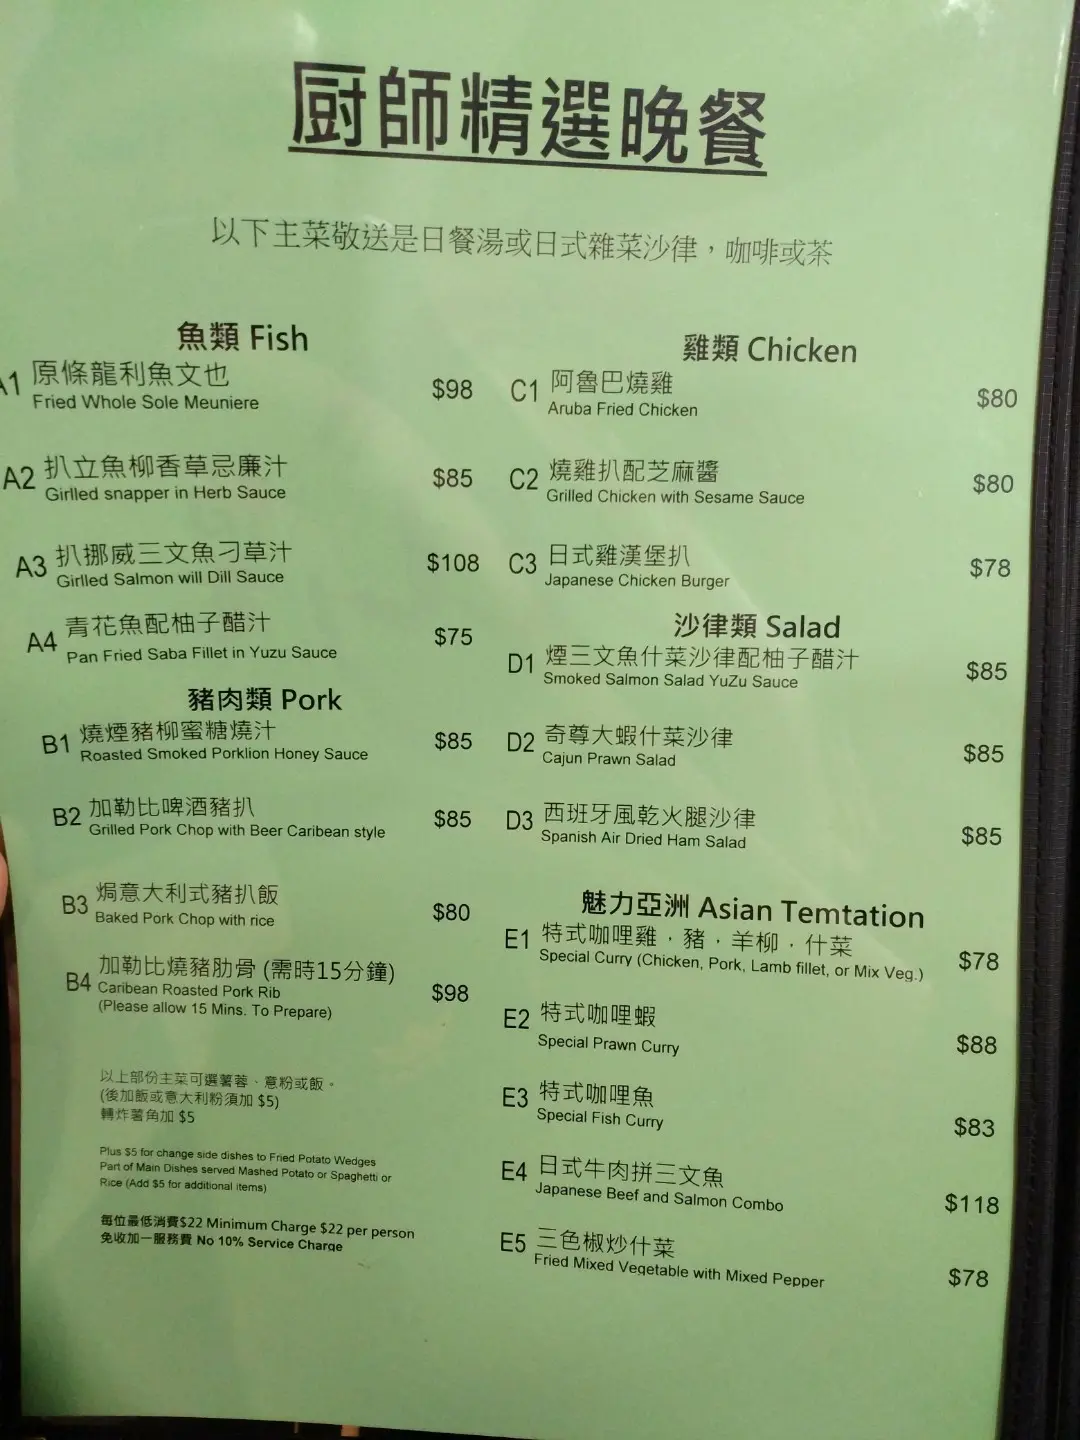 厨師精選晚餐
以下主菜敬送是日餐湯或日式雜菜沙律，咖啡或茶
魚類 Fish
A1 原條龍利魚文也 $98
Fried Whole Sole Meuniere
A2 扒立魚柳香草忌廉汁 $85
Girlled snapper in Herb Sauce
A3 扒挪威三文魚刁草汁 $108
Girlled Salmon will Dill Sauce
A4 青花魚配柚子醋汁 $75
Pan Fried Saba Fillet in Yuzu Sauce
豬肉類 Pork
B1 燒煙豬柳蜜糖燒汁 $85
Roasted Smoked Porklion Honey Sauce
B2 加勒比啤酒豬扒 $85
Grilled Pork Chop with Beer Caribean style
B3 焗意大利式豬扒飯 $80
Baked Pork Chop with rice
B4 加勒比燒豬肋骨 (需時15分鐘) $98
Caribean Roasted Pork Rib
(Please allow 15 Mins. To Prepare)
以上部份主菜可選薯蓉、意粉或飯。
(後加飯或意大利粉須加 $5)
轉炸薯角加 $5
Plus $5 for change side dishes to Fried Potato Wedges
Part of Main Dishes served Mashed Potato or Spaghetti or
Rice (Add $5 for additional items)
每位最低消費$22 Minimum Charge $22 per person
免收加一服務費 No 10% Service Charge
雞類 Chicken
C1 阿魯巴燒雞 $80
Aruba Fried Chicken
C2 燒雞扒配芝麻醬 $80
Grilled Chicken with Sesame Sauce
C3 日式雞漢堡扒 $78
Japanese Chicken Burger
沙律類 Salad
D1 煙三文魚什菜沙律配柚子醋汁 $85
Smoked Salmon Salad YuZu Sauce
D2 奇尊大蝦什菜沙律 $85
Cajun Prawn Salad
D3 西班牙風乾火腿沙律 $85
Spanish Air Dried Ham Salad
魅力亞洲 Asian Temtation
E1 特式咖哩雞．豬．羊柳．什菜 $78
Special Curry (Chicken, Pork, Lamb fillet, or Mix Veg.)
E2 特式咖哩蝦 $88
Special Prawn Curry
E3 特式咖哩魚 $83
Special Fish Curry
E4 日式牛肉拼三文魚 $118
Japanese Beef and Salmon Combo
E5 三色椒炒什菜 $78
Fried Mixed Vegetable with Mixed Pepper